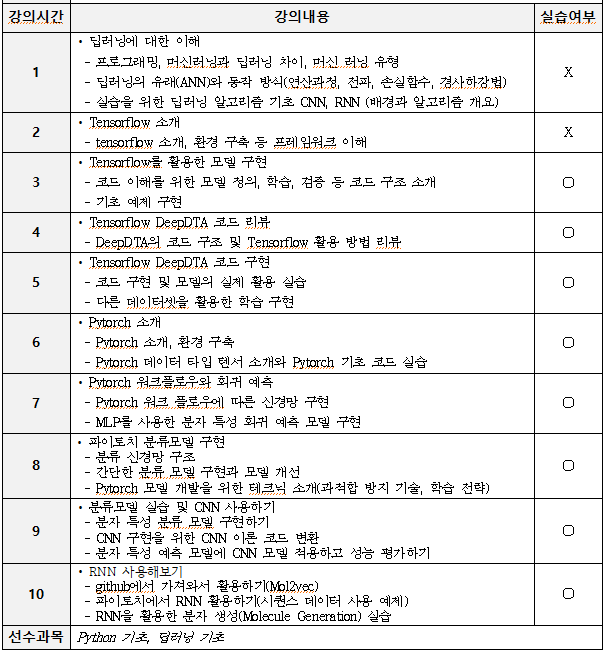 강의시간 강의내용 실습여부
1
• 딥러닝에 대한 이해
- 프로그래밍, 머신러닝과 딥러닝 차이, 머신 러닝 유형
- 딥러닝의 유래(ANN)와 동작 방식(연산과정, 전파, 손실함수, 경사하강법)
- 실습을 위한 딥러닝 알고리즘 기초 CNN, RNN (배경과 알고리즘 개요)
X
2
• Tensorflow 소개
- tensorflow 소개, 환경 구축 등 프레임워크 이해
X
3
• Tensorflow를 활용한 모델 구현
- 코드 이해를 위한 모델 정의, 학습, 검증 등 코드 구조 소개
- 기초 예제 구현
○
4
• Tensorflow DeepDTA 코드 리뷰
- DeepDTA의 코드 구조 및 Tensorflow 활용 방법 리뷰
○
5
• Tensorflow DeepDTA 코드 구현
- 코드 구현 및 모델의 실제 활용 실습
- 다른 데이터셋을 활용한 학습 구현
○
6
• Pytorch 소개
- Pytorch 소개, 환경 구축
- Pytorch 데이터 타입 텐서 소개와 Pytorch 기초 코드 실습
○
7
• Pytorch 워크플로우와 회귀 예측
- Pytorch 워크 플로우에 따른 신경망 구현
- MLP를 사용한 분자 특성 회귀 예측 모델 구현
○
8
• 파이토치 분류모델 구현
- 분류 신경망 구조
- 간단한 분류 모델 구현과 모델 개선
- Pytorch 모델 개발을 위한 테크닉 소개(과적합 방지 기술, 학습 전략)
○
9
• 분류모델 실습 및 CNN 사용하기
- 분자 특성 분류 모델 구현하기
- CNN 구현을 위한 CNN 이론 코드 변환
- 분자 특성 예측 모델에 CNN 모델 적용하고 성능 평가하기
○
10
• RNN 사용해보기
- github에서 가져와서 활용하기(Mol2vec)
- 파이토치에서 RNN 활용하기(시퀀스 데이터 사용 예제)
- RNN을 활용한 분자 생성(Molecule Generation) 실습
○
선수과목 Python 기초, 딥러닝 기초